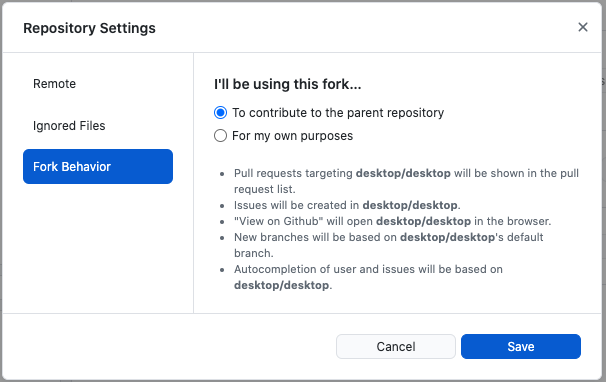 Repository Settings
Remote
Ignored Files
Fork Behavior
I'll be using this fork...
To contribute to the parent repository
For my own purposes
• Pull requests targeting desktop/desktop will be shown in the pull
request list.
• Issues will be created in desktop/desktop.
• "View on Github" will open desktop/desktop in the browser.
• New branches will be based on desktop/desktop's default
branch.
• Autocompletion of user and issues will be based on
desktop/desktop.
Cancel
Save